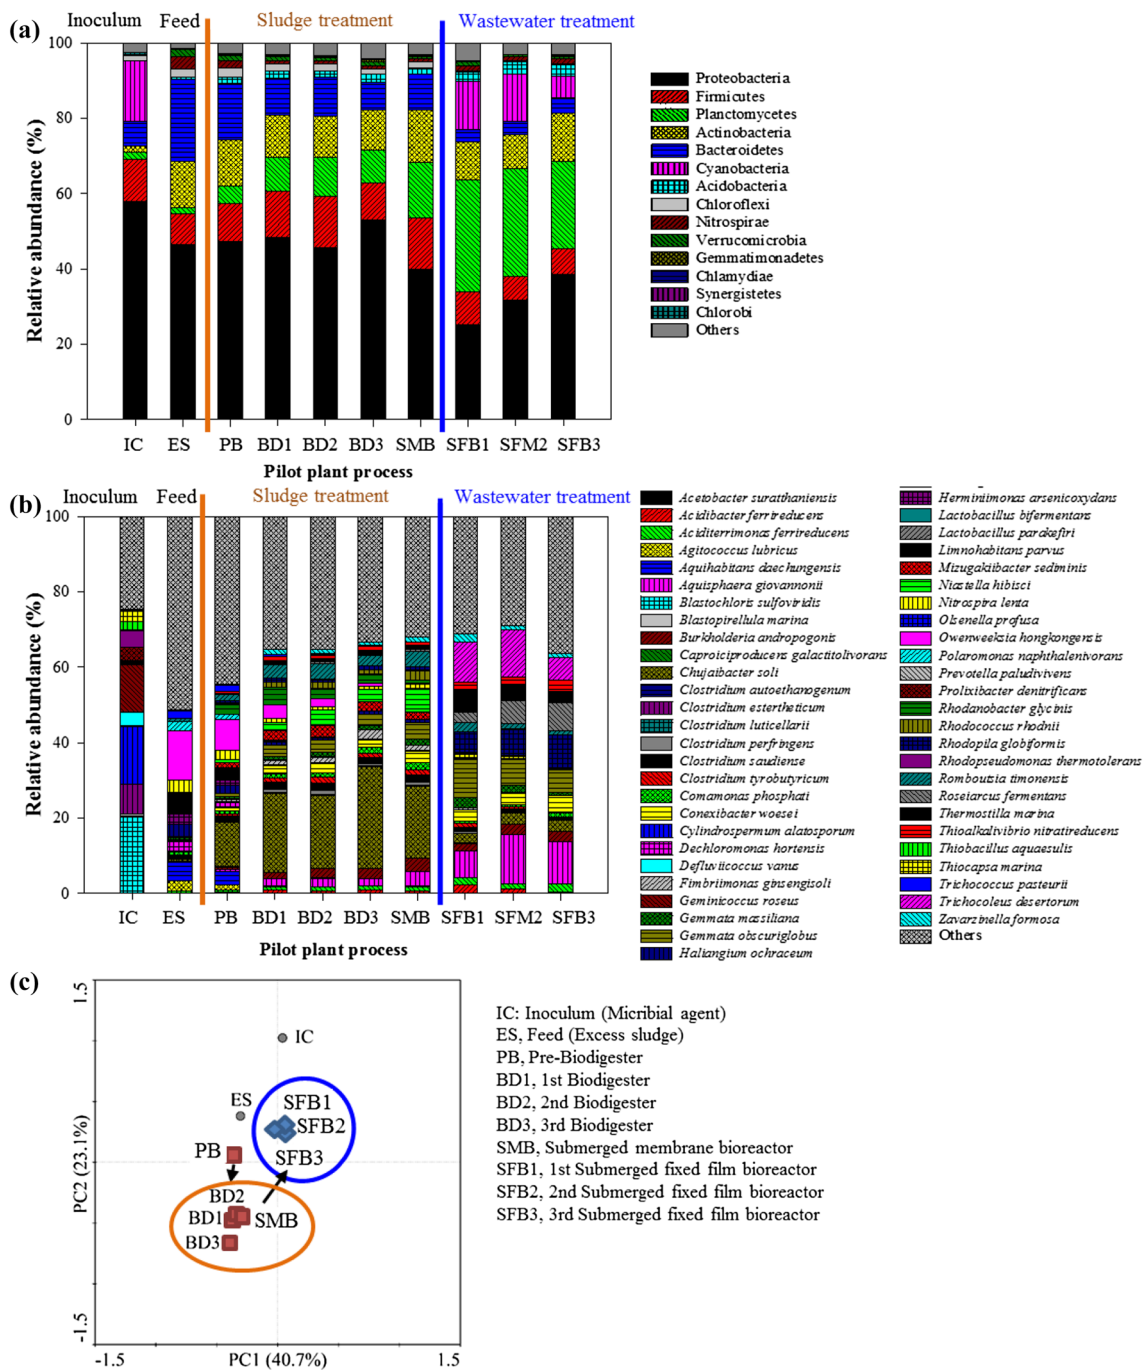 (a)
Inoculum Feed Sludge treatment Wastewater treatment
100
80
60
40
20
0
Relative abundance (%)
IC ES PB BD1 BD2 BD3 SMB SFB1 SFM2 SFB3
Pilot plant process
Proteobacteria
Firmicutes
Planctomycetes
Actinobacteria
Bacteroidetes
Cyanobacteria
Acidobacteria
Chloroflexi
Nitrospirae
Verrucomicrobia
Gemmatimonadetes
Chlamydiae
Synergistetes
Chlorobi
Others
(b)
Inoculum Feed Sludge treatment Wastewater treatment
100
80
60
40
20
0
Relative abundance (%)
IC ES PB BD1 BD2 BD3 SMB SFB1 SFM2 SFB3
Pilot plant process
Acetobacter suratthaniensis
Acidibacter ferrireducens
Aciditerrimonas ferrireducens
Agitococcus lubricus
Aquihabitans daechungensis
Aquisphaera giovannonii
Blastochloris sulfoviridis
Blastopirellula marina
Burkholderia andropogonis
Caproiciproducens galactitolivorans
Chujaibacter soli
Clostridium autoethanogenum
Clostridium estertheticum
Clostridium luticellarii
Clostridium perfringens
Clostridium saudiense
Clostridium tyrobutyricum
Comamonas phosphati
Conexibacter woesei
Cylindrospermum alatosporum
Dechloromonas hortensis
Defluviicoccus vanus
Fimbriimonas ginsengisoli
Geminicoccus roseus
Gemmata massiliana
Gemmata obscuriglobus
Haliangium ochraceum
Herminiimonas arsenicoxydans
Lactobacillus bifermentans
Lactobacillus parakefiri
Limnohabitans parvus
Mizugakiibacter sediminis
Niastella hibisci
Nitrospira lenta
Olsenella profusa
Owenweeksia hongkongensis
Polaromonas naphthalenivorans
Prevotella paludivivens
Prolixibacter denitrificans
Rhodanobacter glycinis
Rhodococcus rhodnii
Rhodopila globiformis
Rhodopseudomonas thermotolerans
Romboutsia timonensis
Roseiarcus fermentans
Thermostilla marina
Thioalkalivibrio nitratireducens
Thiobacillus aquaesulis
Thiocapsa marina
Trichococcus pasteurii
Trichocoleus desertorum
Zavarzinella formosa
Others
(c)
1.5
PC2 (23.1%)
-1.5
IC
ES
SFB1
SFB2
SFB3
PB
BD2
BD1
SMB
BD3
-1.5 PC1 (40.7%) 1.5
IC: Inoculum (Micribial agent)
ES, Feed (Excess sludge)
PB, Pre-Biodigester
BD1, 1st Biodigester
BD2, 2nd Biodigester
BD3, 3rd Biodigester
SMB, Submerged membrane bioreactor
SFB1, 1st Submerged fixed film bioreactor
SFB2, 2nd Submerged fixed film bioreactor
SFB3, 3rd Submerged fixed film bioreactor